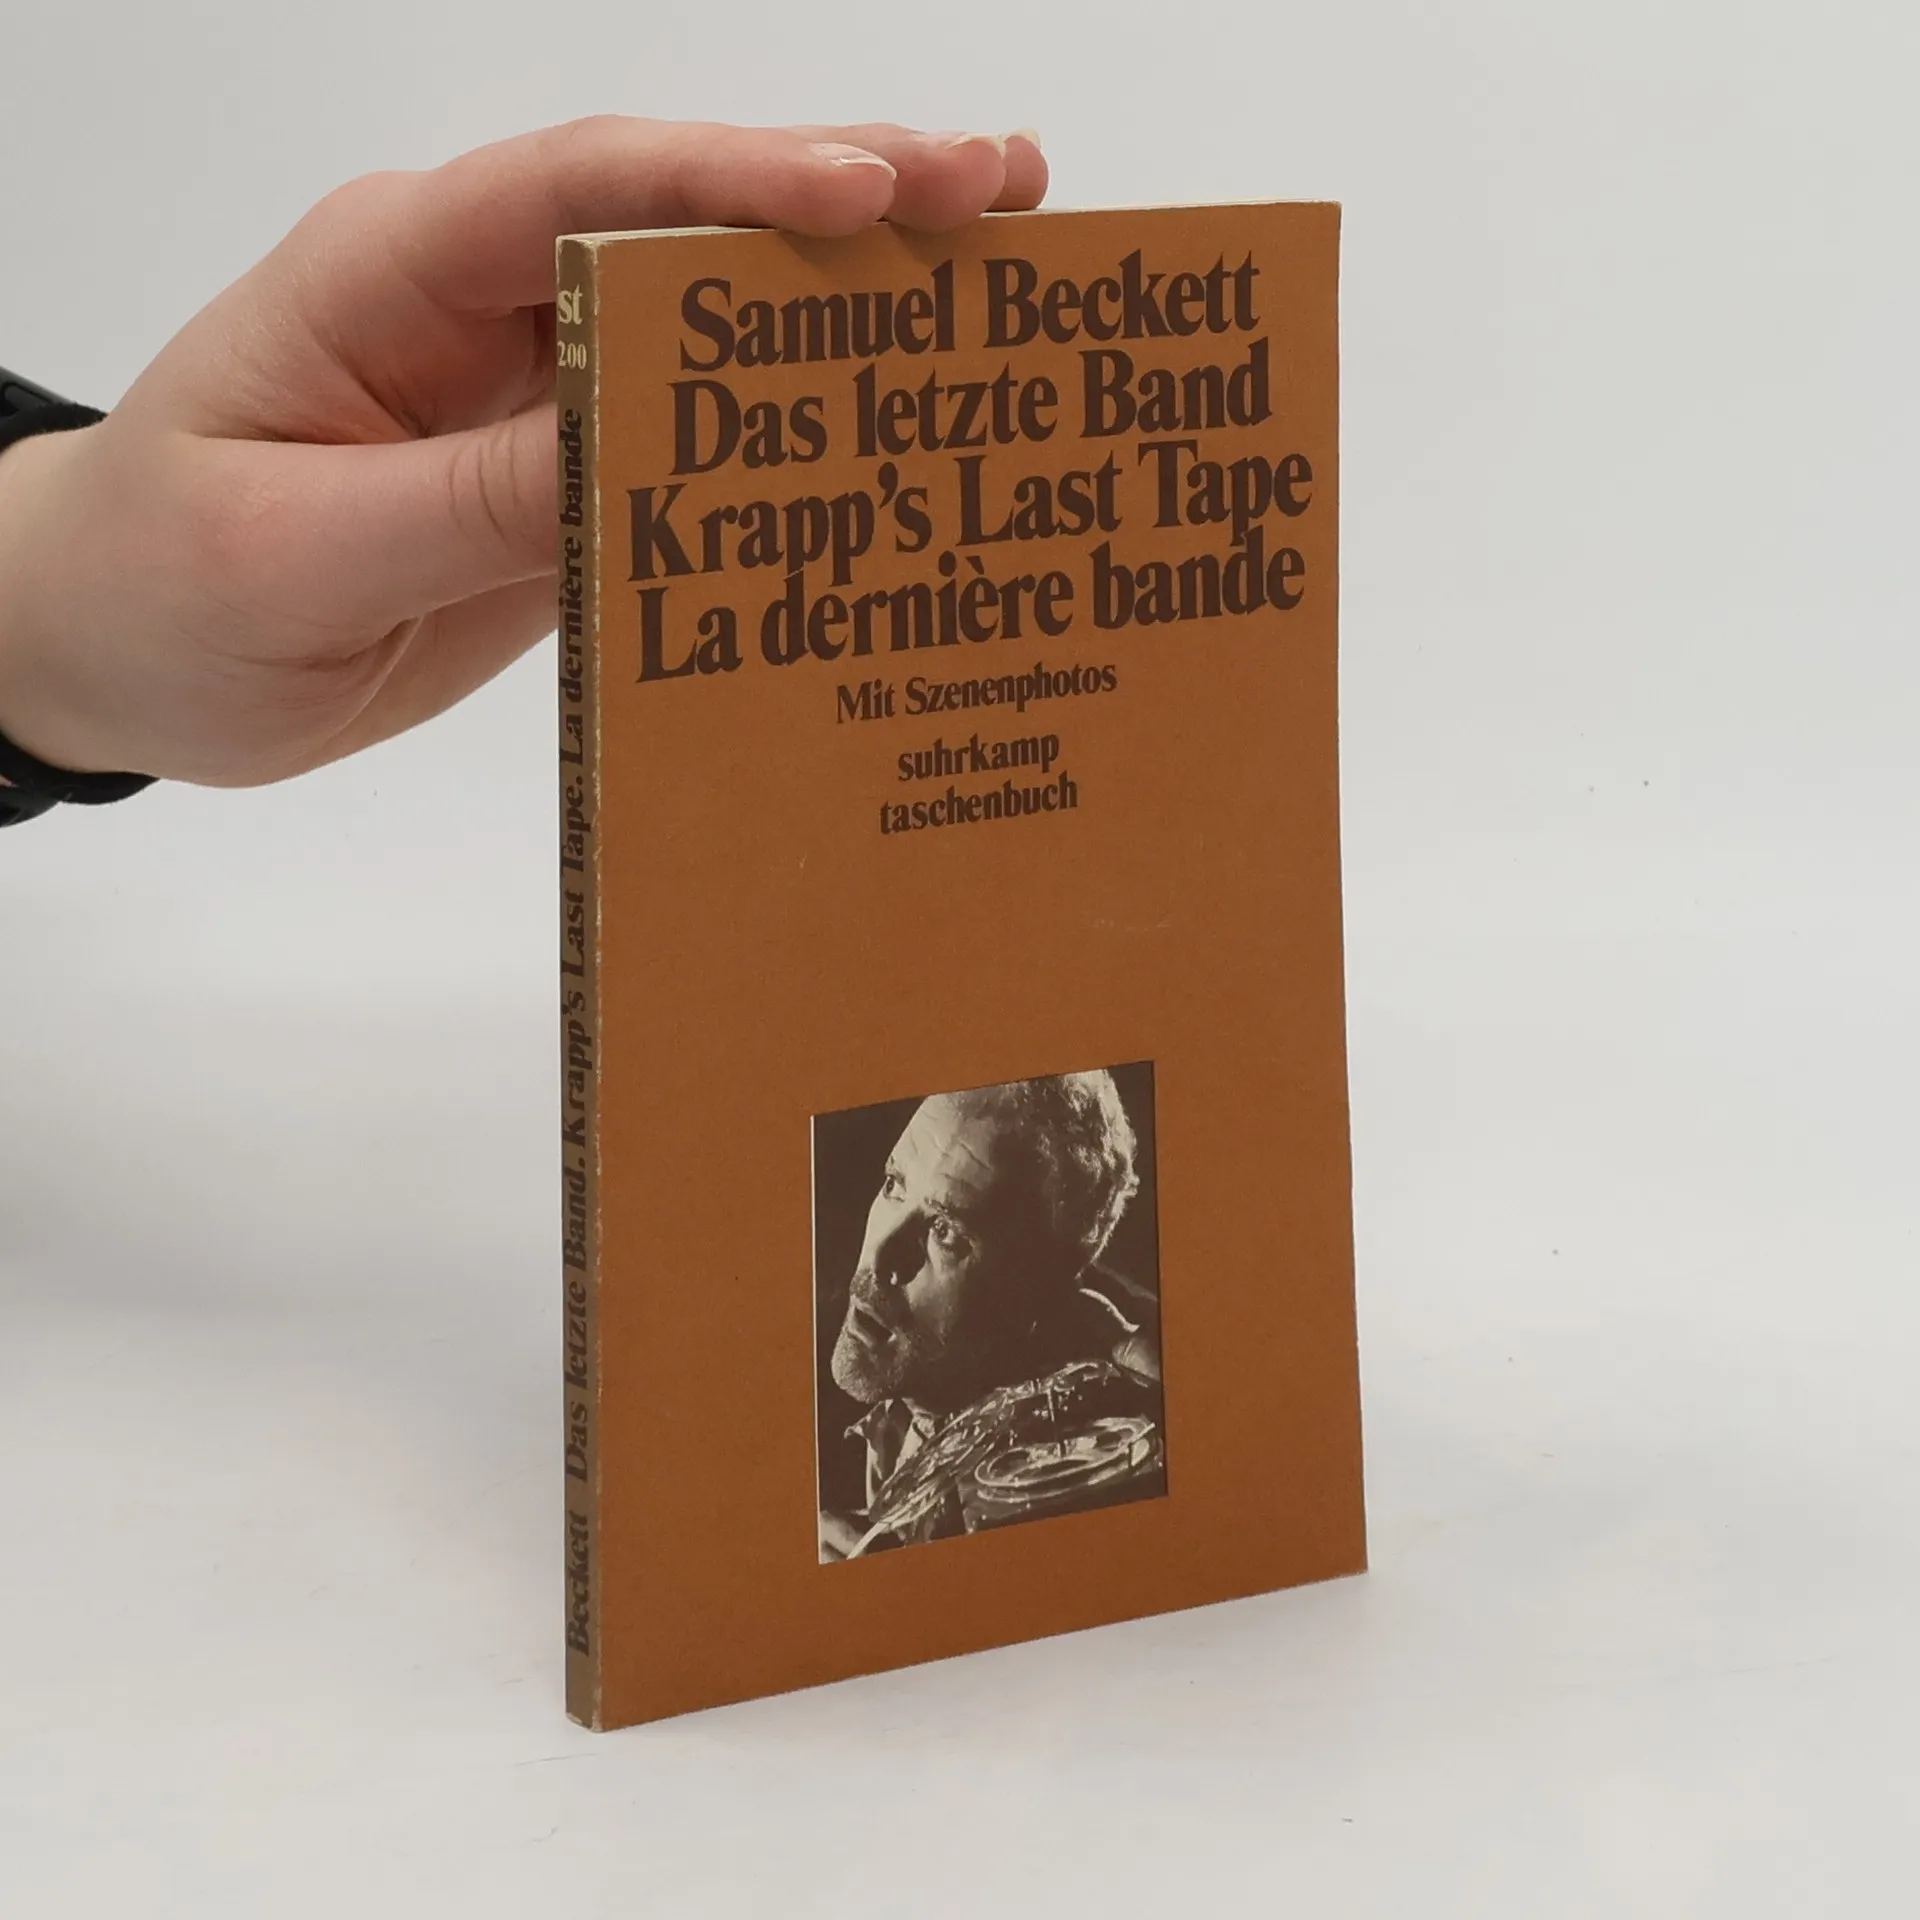 Samuel Beckett
Das letzte Band
Krapp's Last Tape
La dernière bande
Mit Szenenphotos
suhrkamp
taschenbuch
st
200
Beckett Das letzte Band. Krapp's Last Tape. La dernière bande